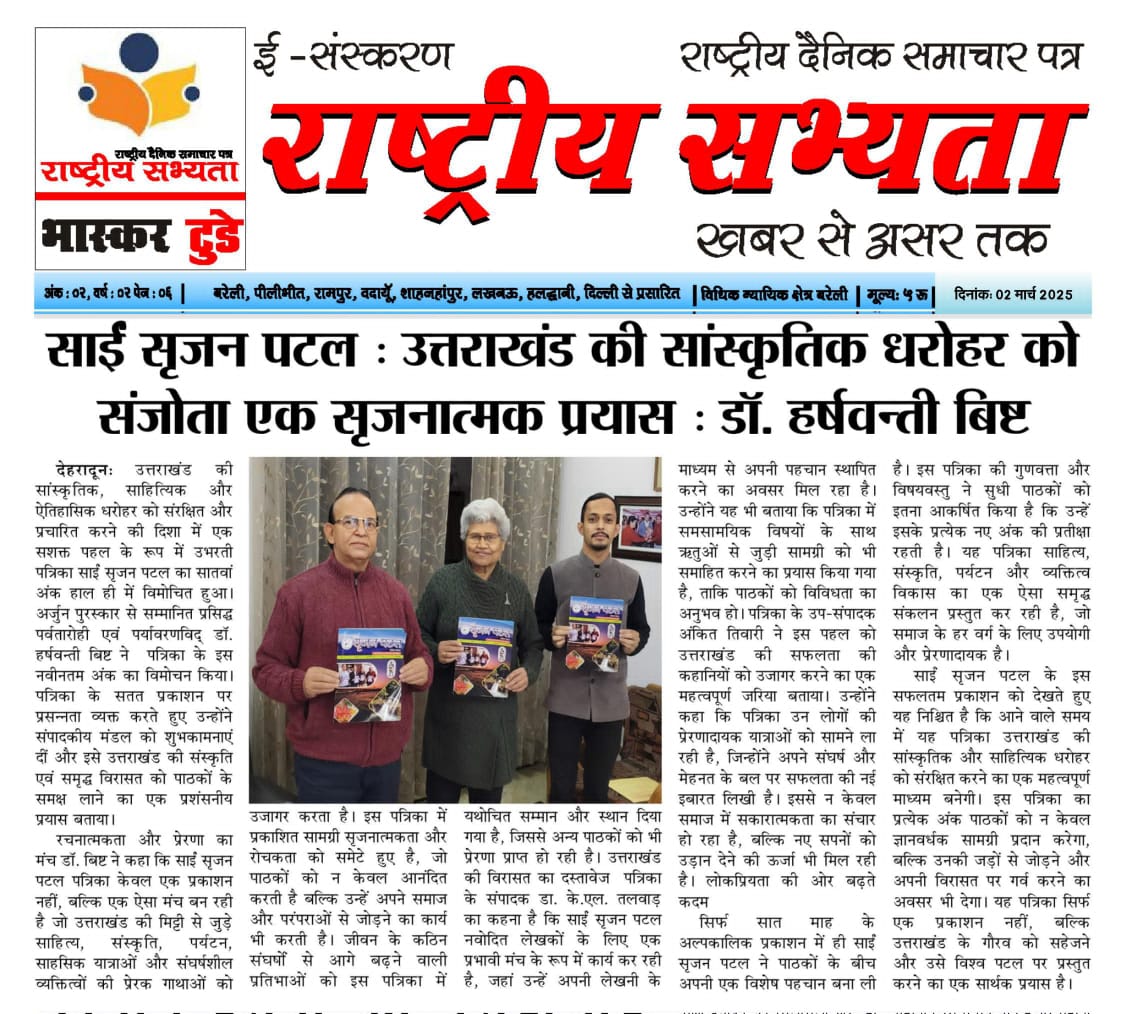 ई -संस्करण
राष्ट्रीय दैनिक समाचार पत्र
राष्ट्रीय सभ्यता
खबर से असर तक
राष्ट्रीय दैनिक समाचार पत्र
राष्ट्रीय सभ्यता
भास्कर टुडे
अंक : ०२, वर्ष : ०२ पेज : ०६ | बरेली, पीलीभीत, रामपुर, वदायूँ, शाहनहांपुर, लखबऊ, हलद्धाबी, दिल्ली से प्रसारित | विधिक न्यायिक क्षेत्र बरेली | मूल्यः ५ रू | दिनांकः 02 मार्च 2025
साईं सृजन पटल : उत्तराखंड की सांस्कृतिक धरोहर को
संजोता एक सृजनात्मक प्रयास : डॉ. हर्षवन्ती बिष्ट
देहरादूनः उत्तराखंड की
सांस्कृतिक, साहित्यिक और
ऐतिहासिक धरोहर को संरक्षित और
प्रचारित करने की दिशा में एक
सशक्त पहल के रूप में उभरती
पत्रिका साईं सृजन पटल का सातवां
अंक हाल ही में विमोचित हुआ।
अर्जुन पुरस्कार से सम्मानित प्रसिद्ध
पर्वतारोही एवं पर्यावरणविद् डॉ.
हर्षवन्ती बिष्ट ने पत्रिका के इस
नवीनतम अंक का विमोचन किया।
पत्रिका के सतत प्रकाशन पर
प्रसन्नता व्यक्त करते हुए उन्होंने
संपादकीय मंडल को शुभकामनाएं
दीं और इसे उत्तराखंड की संस्कृति
एवं समृद्ध विरासत को पाठकों के
समक्ष लाने का एक प्रशंसनीय
प्रयास बताया।
रचनात्मकता और प्रेरणा का
मंच डॉ. बिष्ट ने कहा कि साईं सृजन
पटल पत्रिका केवल एक प्रकाशन
नहीं, बल्कि एक ऐसा मंच बन रही
है जो उत्तराखंड की मिट्टी से जुड़े
साहित्य, संस्कृति, पर्यटन,
साहसिक यात्राओं और संघर्षशील
व्यक्तित्वों की प्रेरक गाथाओं को
सृजन पटल
सृजन पटल
सृजन पटल
उजागर करता है। इस पत्रिका में
प्रकाशित सामग्री सृजनात्मकता और
रोचकता को समेटे हुए है, जो
पाठकों को न केवल आनंदित
करती है बल्कि उन्हें अपने समाज
और परंपराओं से जोड़ने का कार्य
भी करती है। जीवन के कठिन
संघर्षों से आगे बढ़ने वाली
प्रतिभाओं को इस पत्रिका में
यथोचित सम्मान और स्थान दिया
गया है, जिससे अन्य पाठकों को भी
प्रेरणा प्राप्त हो रही है। उत्तराखंड
की विरासत का दस्तावेज पत्रिका
के संपादक डा. के.एल. तलवाड़
का कहना है कि साईं सृजन पटल
नवोदित लेखकों के लिए एक
प्रभावी मंच के रूप में कार्य कर रही
है, जहां उन्हें अपनी लेखनी के
माध्यम से अपनी पहचान स्थापित
करने का अवसर मिल रहा है।
उन्होंने यह भी बताया कि पत्रिका में
समसामयिक विषयों के साथ
ऋतुओं से जुड़ी सामग्री को भी
समाहित करने का प्रयास किया गया
है, ताकि पाठकों को विविधता का
अनुभव हो। पत्रिका के उप-संपादक
अंकित तिवारी ने इस पहल को
उत्तराखंड की सफलता की
कहानियों को उजागर करने का एक
महत्वपूर्ण जरिया बताया। उन्होंने
कहा कि पत्रिका उन लोगों की
प्रेरणादायक यात्राओं को सामने ला
रही है, जिन्होंने अपने संघर्ष और
मेहनत के बल पर सफलता की नई
इबारत लिखी है। इससे न केवल
समाज में सकारात्मकता का संचार
हो रहा है, बल्कि नए सपनों को
उड़ान देने की ऊर्जा भी मिल रही
है। लोकप्रियता की ओर बढ़ते
कदम
सिर्फ सात माह के
अल्पकालिक प्रकाशन में ही साईं
सृजन पटल ने पाठकों के बीच
अपनी एक विशेष पहचान बना ली
है। इस पत्रिका की गुणवत्ता और
विषयवस्तु ने सुधी पाठकों को
इतना आकर्षित किया है कि उन्हें
इसके प्रत्येक नए अंक की प्रतीक्षा
रहती है। यह पत्रिका साहित्य,
संस्कृति, पर्यटन और व्यक्तित्व
विकास का एक ऐसा समृद्ध
संकलन प्रस्तुत कर रही है, जो
समाज के हर वर्ग के लिए उपयोगी
और प्रेरणादायक है।
साईं सृजन पटल के इस
सफलतम प्रकाशन को देखते हुए
यह निश्चित है कि आने वाले समय
में यह पत्रिका उत्तराखंड की
सांस्कृतिक और साहित्यिक धरोहर
को संरक्षित करने का एक महत्वपूर्ण
माध्यम बनेगी। इस पत्रिका का
प्रत्येक अंक पाठकों को न केवल
ज्ञानवर्धक सामग्री प्रदान करेगा,
बल्कि उनकी जड़ों से जोड़ने और
अपनी विरासत पर गर्व करने का
अवसर भी देगा। यह पत्रिका सिर्फ
एक प्रकाशन नहीं, बल्कि
उत्तराखंड के गौरव को सहेजने
और उसे विश्व पटल पर प्रस्तुत
करने का एक सार्थक प्रयास है।